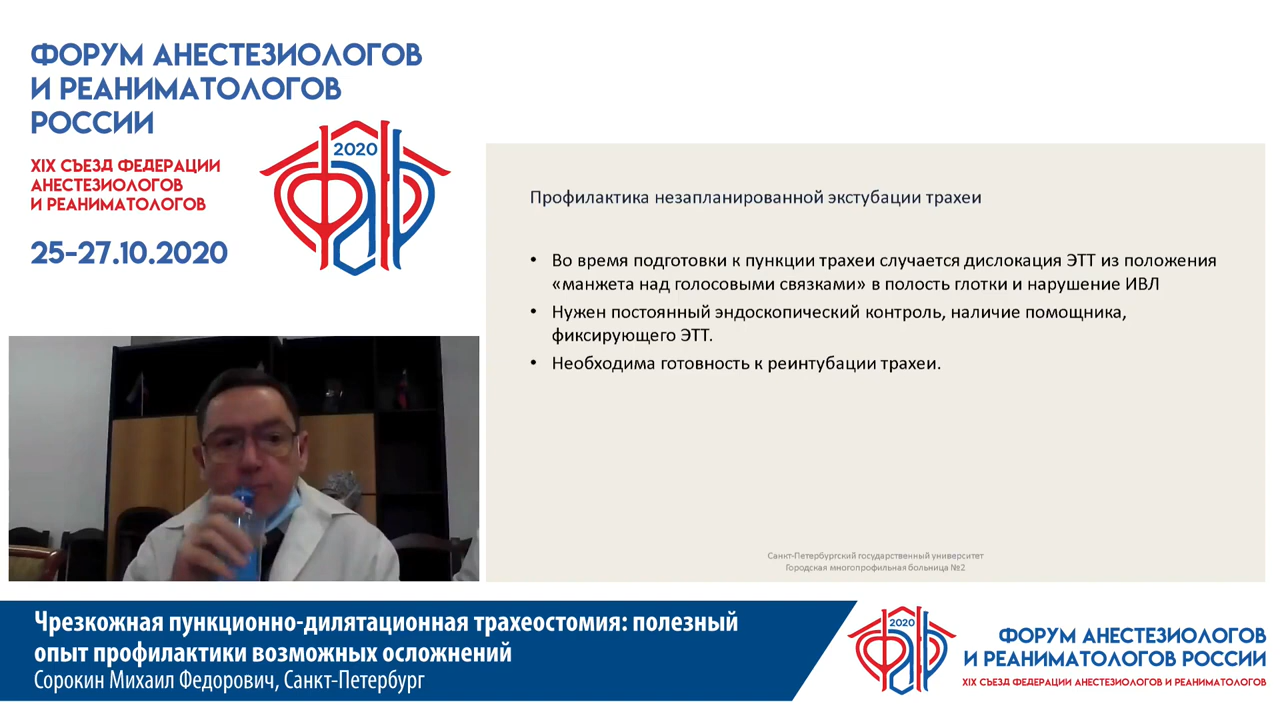 ФОРУМ АНЕСТЕЗИОЛОГОВ
И РЕАНИМАТОЛОГОВ
РОССИИ
XIX СЪЕЗД ФЕДЕРАЦИИ
АНЕСТЕЗИОЛОГОВ
И РЕАНИМАТОЛОГОВ
25-27.10.2020
2020
ФАР
Профилактика незапланированной экстубации трахеи
• Во время подготовки к пункции трахеи случается дислокация ЭТТ из положения
«манжета над голосовыми связками» в полость глотки и нарушение ИВЛ
• Нужен постоянный эндоскопический контроль, наличие помощника,
фиксирующего ЭТТ.
• Необходима готовность к реинтубации трахеи.
Санкт-Петербургский государственный университет
Городская многопрофильная больница №2
Чрезкожная пункционно-дилятационная трахеостомия: полезный
опыт профилактики возможных осложнений
Сорокин Михаил Федорович, Санкт-Петербург
2020
ФАР
ФОРУМ АНЕСТЕЗИОЛОГОВ
И РЕАНИМАТОЛОГОВ РОССИИ
XIX СЪЕЗД ФЕДЕРАЦИИ АНЕСТЕЗИОЛОГОВ И РЕАНИМАТОЛОГОВ